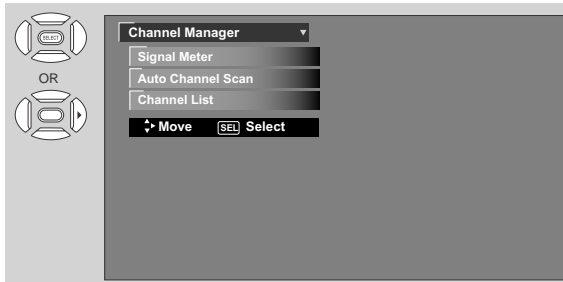 SELECT
OR
Channel Manager
Signal Meter
Auto Channel Scan
Channel List
Move SEL Select